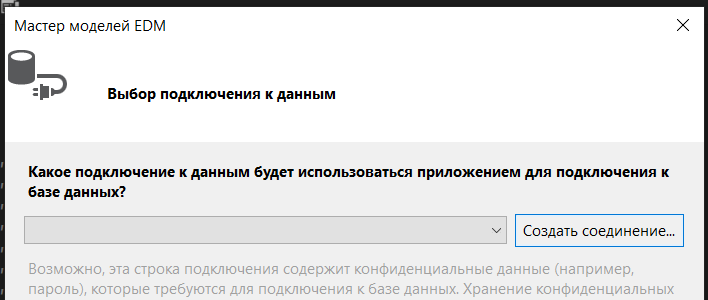 Мастер моделей EDM
Выбор подключения к данным
Какое подключение к данным будет использоваться приложением для подключения к
базе данных?
Создать соединение...
Возможно, эта строка подключения содержит конфиденциальные данные (например,
пароль), которые требуются для подключения к базе данных. Хранение конфиденциальных